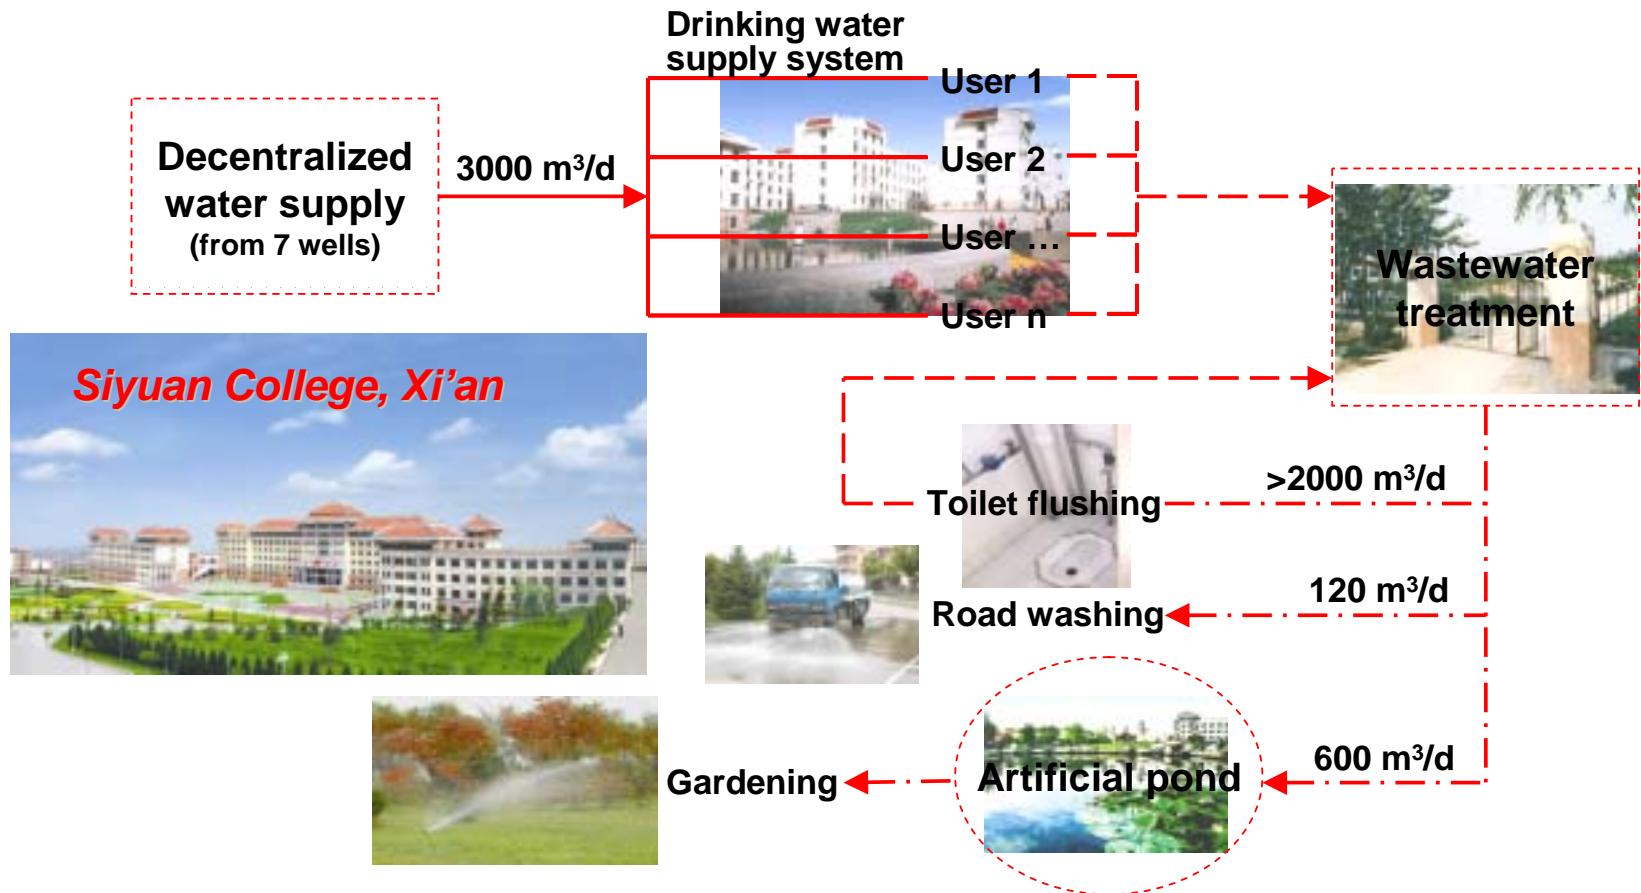 Drinking water
supply system
Decentralized
water supply
(from 7 wells)
3000 m³/d
User 1
User 2
User …
User n
Wastewater
treatment
Siyuan College, Xi’an
Toilet flushing
>2000 m³/d
Road washing
120 m³/d
Gardening
Artificial pond
600 m³/d